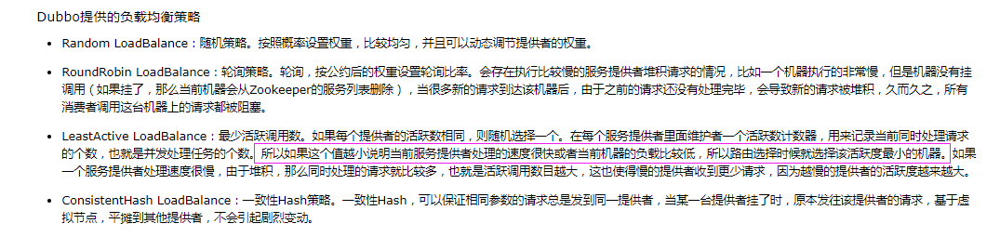 Dubbo提供的负载均衡策略
Random LoadBalance：随机策略。按照概率设置权重，比较均匀，并且可以动态调节提供者的权重。
RoundRobin LoadBalance：轮询策略。轮询，按公约后的权重设置轮询比率。会存在执行比较慢的服务提供者堆积请求的情况，比如一个机器执行的非常慢，但是机器没有挂
调用（如果挂了，那么当前机器会从Zookeeper的服务列表删除），当很多新的请求到达该机器后，由于之前的请求还没有处理完毕，会导致新的请求被堆积，久而久之，所有
消费者调用这台机器上的请求都被阻塞。
LeastActive LoadBalance：最少活跃调用数。如果每个提供者的活跃数相同，则随机选择一个。在每个服务提供者里面维护者一个活跃数计数器，用来记录当前同时处理请求
的个数，也就是并发处理任务的个数。所以如果这个值越小说明当前服务提供者处理的速度很快或者当前机器的负载比较低，所以路由选择时候就选择该活跃度最小的机器。如果
一个服务提供者处理速度很慢，由于堆积，那么同时处理的请求就比较多，也就是活跃调用数目越大，这也使得慢的提供者收到更少请求，因为越慢的提供者的活跃度越来越大。
ConsistentHash LoadBalance：一致性Hash策略。一致性Hash，可以保证相同参数的请求总是发到同一提供者，当某一台提供者挂了时，原本发往该提供者的请求，基于虚
拟节点，平摊到其他提供者，不会引起剧烈变动。